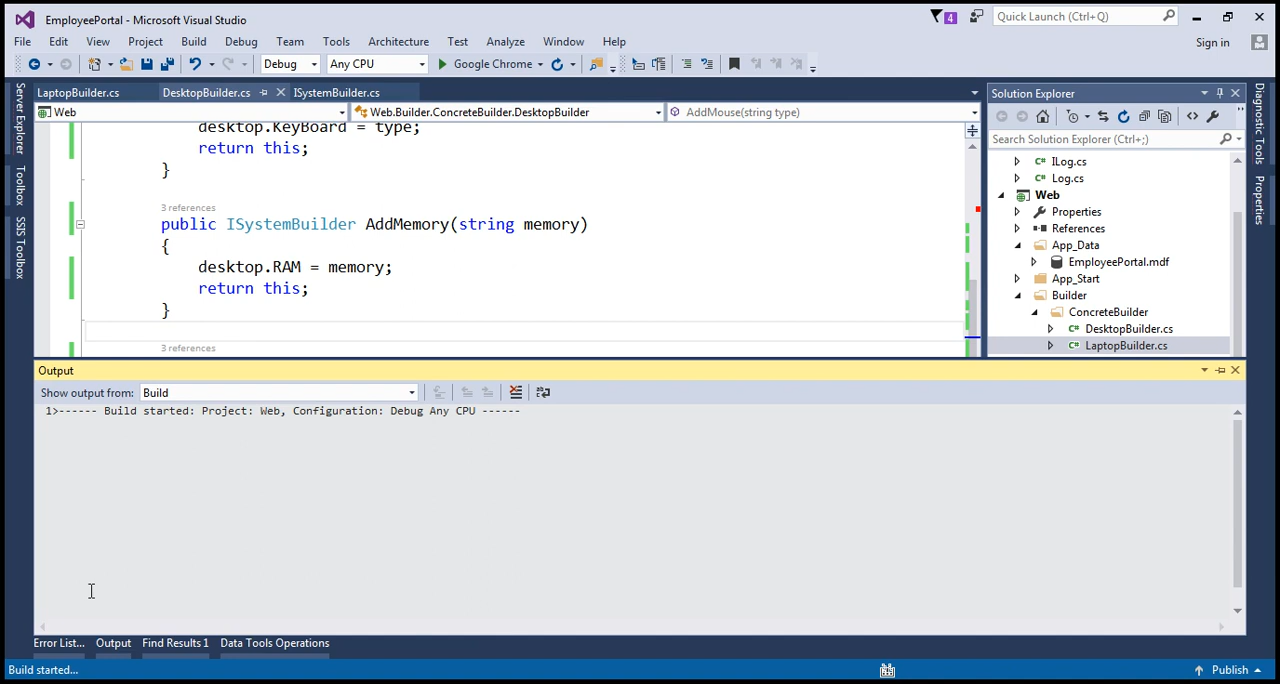 EmployeePortal - Microsoft Visual Studio
4
Quick Launch (Ctrl+Q)
File Edit View Project Build Debug Team Tools Architecture Test Analyze Window Help
Sign in
Debug
Any CPU
Google Chrome
Server Explorer
Toolbox
SSIS Toolbox
LaptopBuilder.cs
DesktopBuilder.cs
ISystemBuilder.cs
Web
Web.Builder.ConcreteBuilder.DesktopBuilder
AddMouse(string type)
desktop.KeyBoard = type;
return this;
}
3 references
public ISystemBuilder AddMemory(string memory)
{
desktop.RAM = memory;
return this;
}
3 references
Solution Explorer
Search Solution Explorer (Ctrl+;)
C# ILog.cs
C# Log.cs
Web
Properties
References
App_Data
EmployeePortal.mdf
App_Start
Builder
ConcreteBuilder
C# DesktopBuilder.cs
C# LaptopBuilder.cs
Diagnostic Tools
Properties
Output
Show output from: Build
1>------ Build started: Project: Web, Configuration: Debug Any CPU ------
Error List... Output Find Results 1 Data Tools Operations
Build started...
Publish